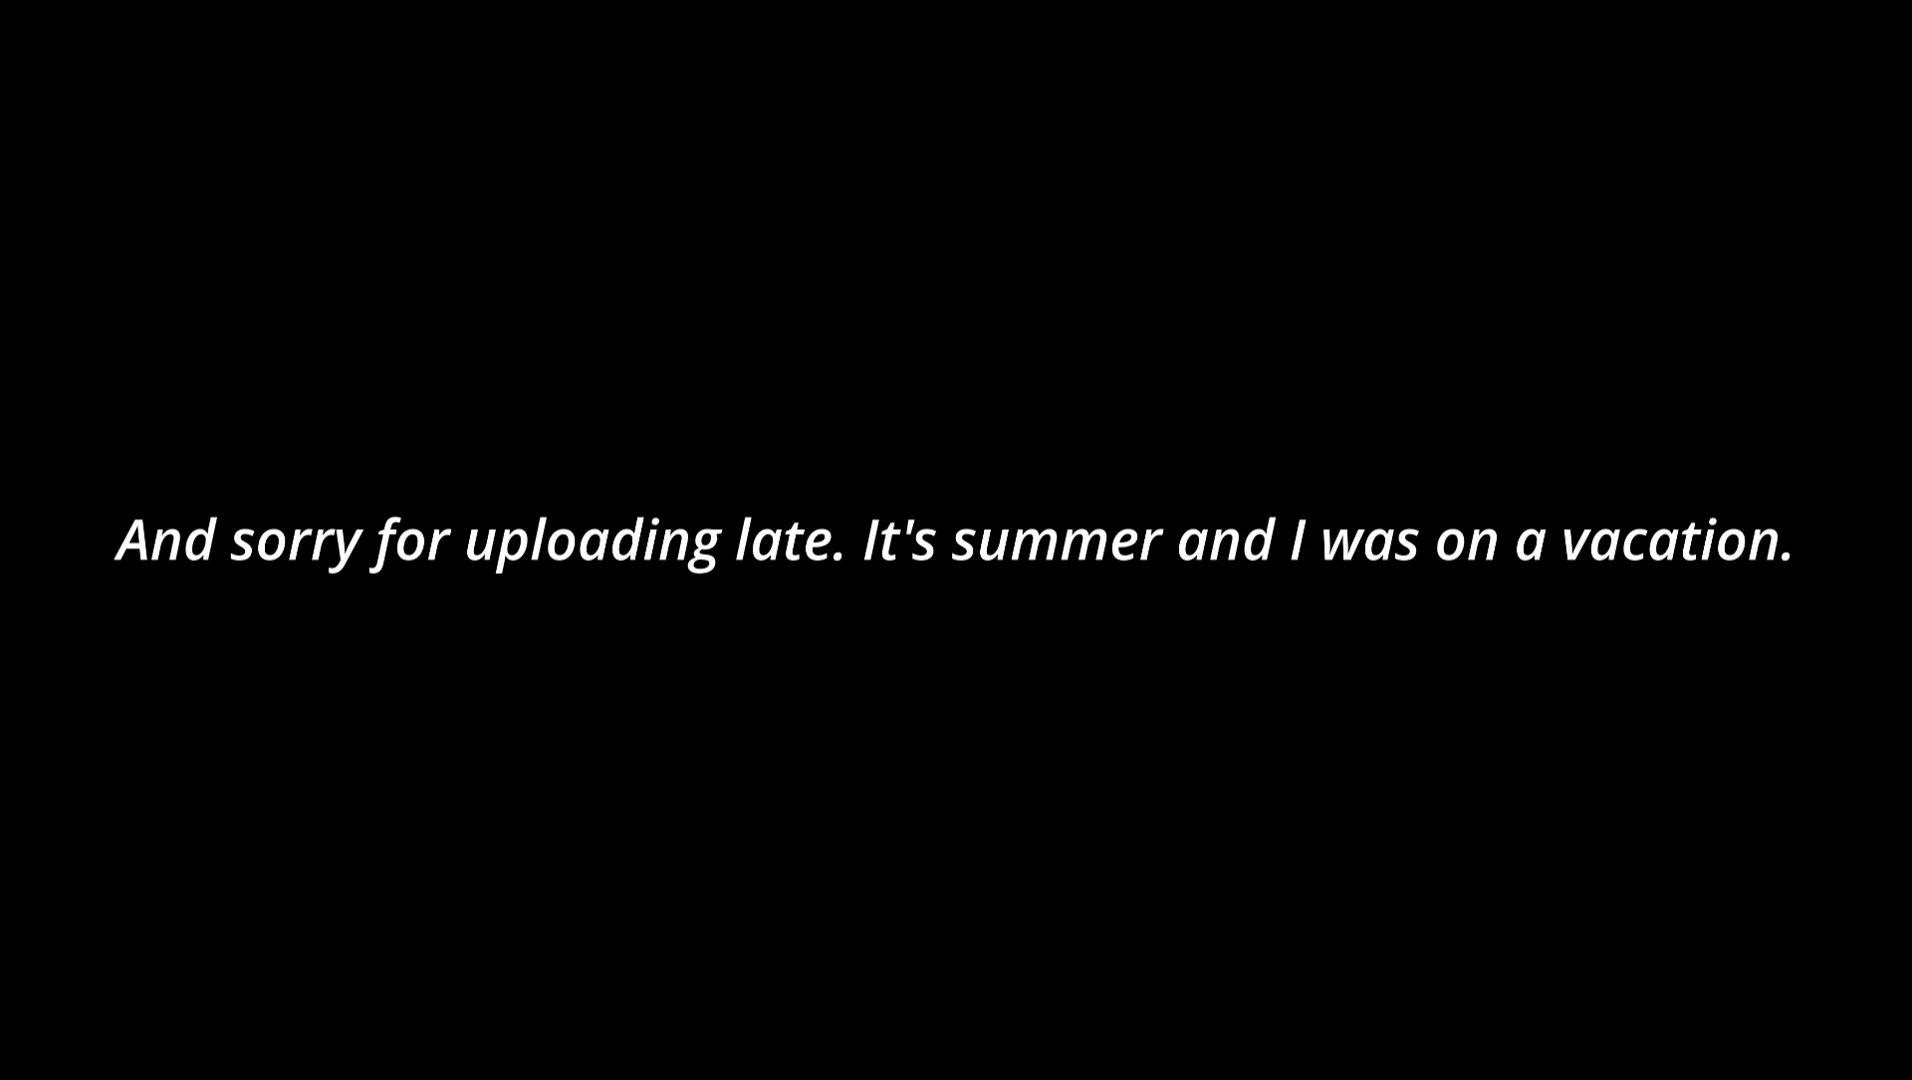 And sorry for uploading late. It's summer and I was on a vacation.